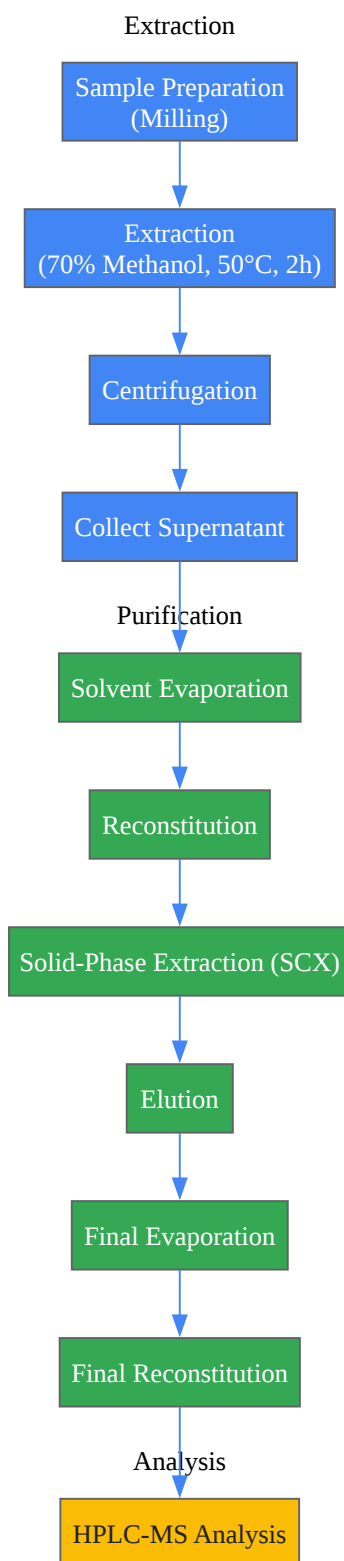 Extraction
Sample Preparation
(Milling)
Extraction
(70% Methanol, 50°C, 2h)
Centrifugation
Collect Supernatant
Purification
Solvent Evaporation
Reconstitution
Solid-Phase Extraction (SCX)
Elution
Final Evaporation
Final Reconstitution
Analysis
HPLC-MS Analysis